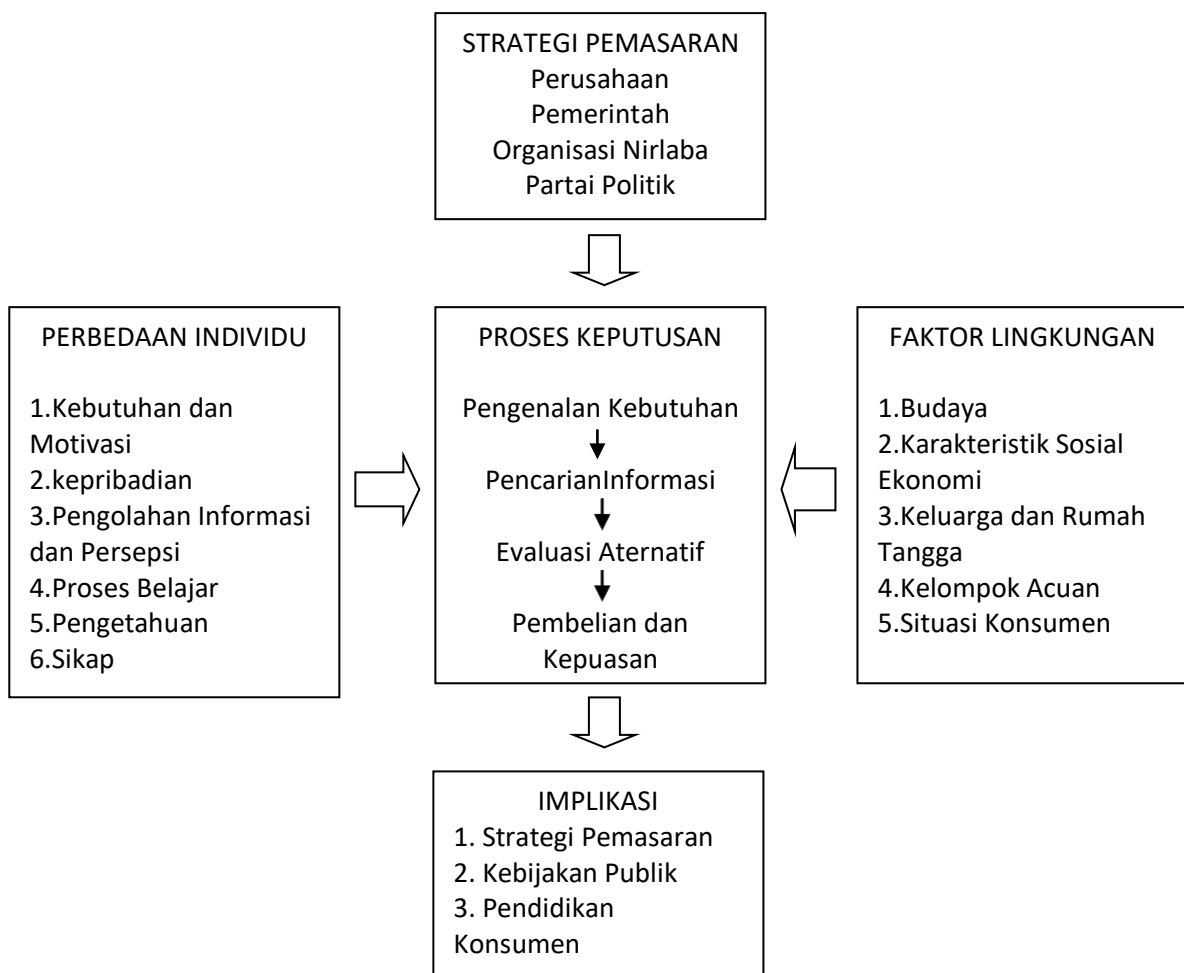 STRATEGI PEMASARAN
Perusahaan
Pemerintah
Organisasi Nirlaba
Partai Politik
PERBEDAAN INDIVIDU
1.Kebutuhan dan
Motivasi
2.kepribadian
3.Pengolahan Informasi
dan Persepsi
4.Proses Belajar
5.Pengetahuan
6.Sikap
PROSES KEPUTUSAN
Pengenalan Kebutuhan
PencarianInformasi
Evaluasi Aternatif
Pembelian dan
Kepuasan
FAKTOR LINGKUNGAN
1.Budaya
2.Karakteristik Sosial
Ekonomi
3.Keluarga dan Rumah
Tangga
4.Kelompok Acuan
5.Situasi Konsumen
IMPLIKASI
1. Strategi Pemasaran
2. Kebijakan Publik
3. Pendidikan
Konsumen